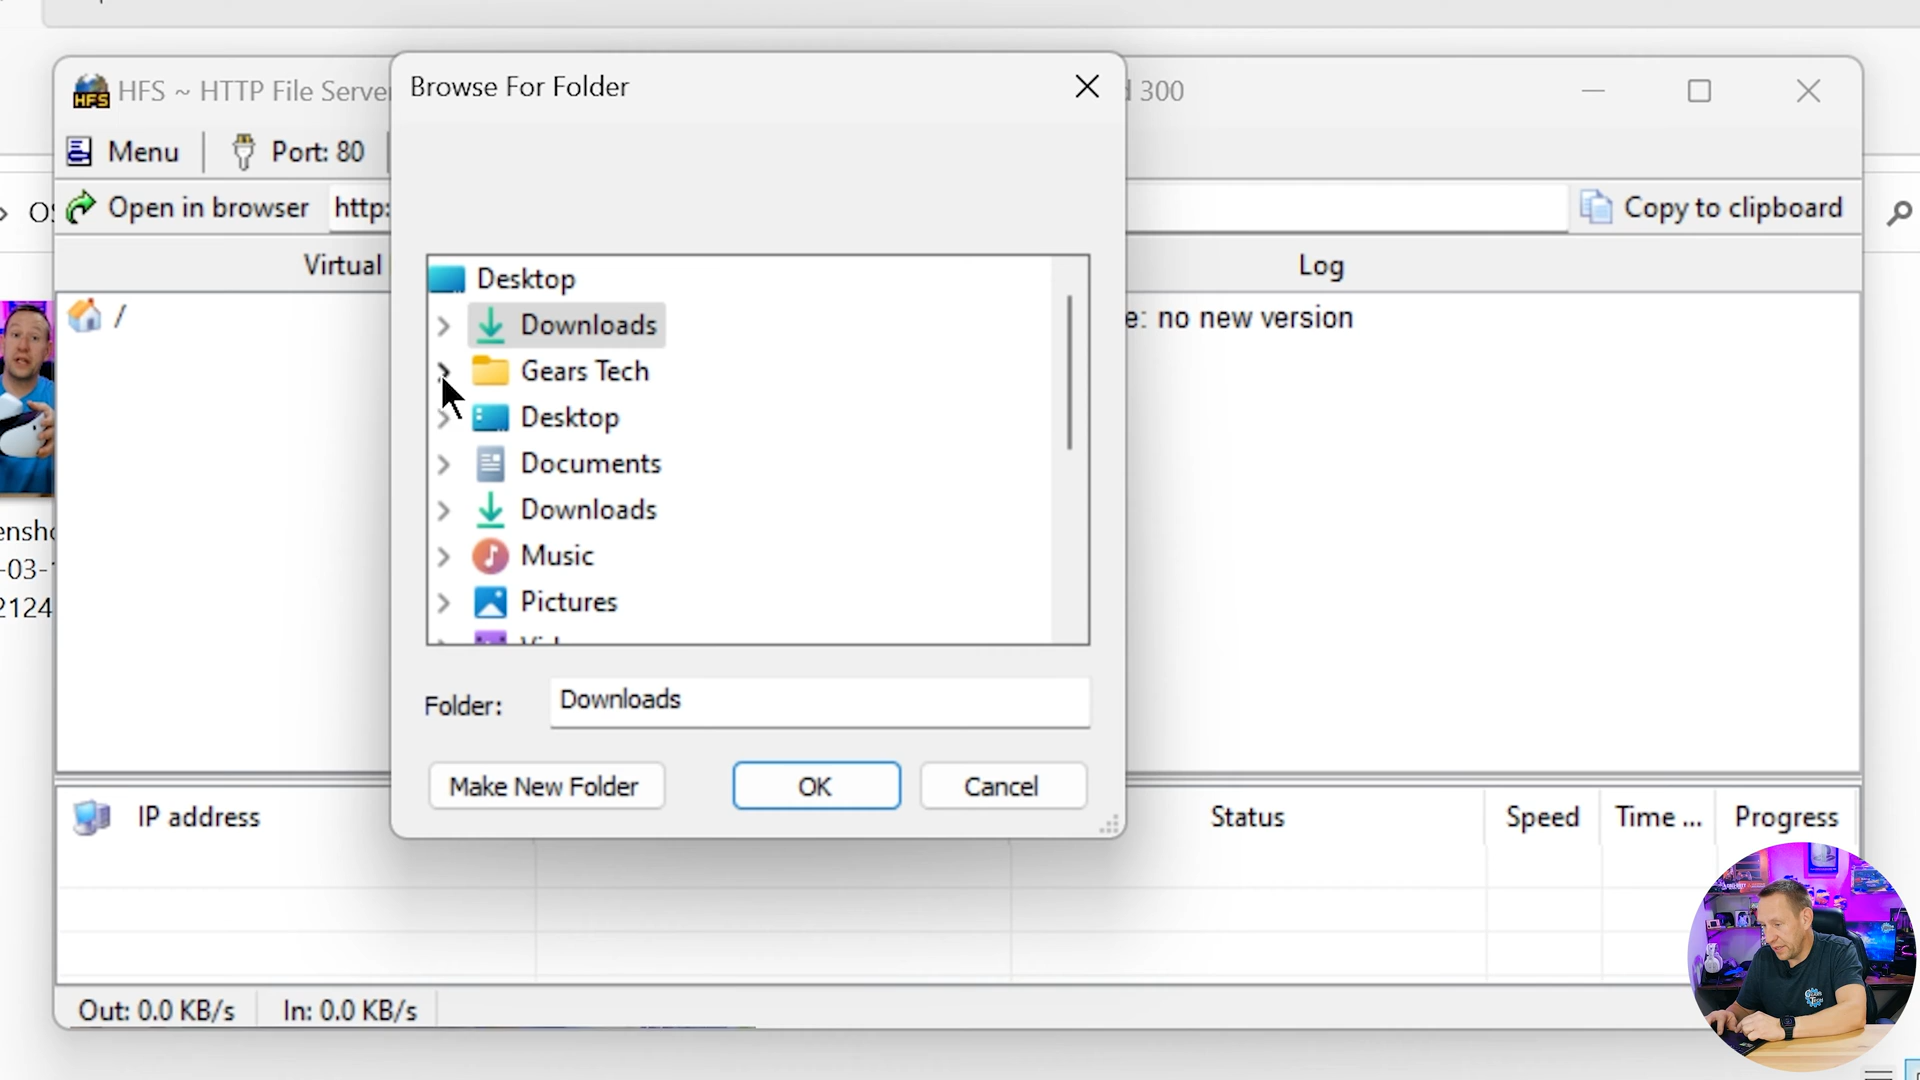 HFS ~ HTTP File Server
Browse For Folder
300
Menu
Port: 80
Open in browser
http:
Copy to clipboard
Virtual
Log
/
e: no new version
Desktop
Downloads
Gears Tech
Desktop
Documents
Downloads
Music
Pictures
Folder:
Downloads
Make New Folder
OK
Cancel
IP address
Status
Speed
Time ...
Progress
Out: 0.0 KB/s
In: 0.0 KB/s
-03-
2124